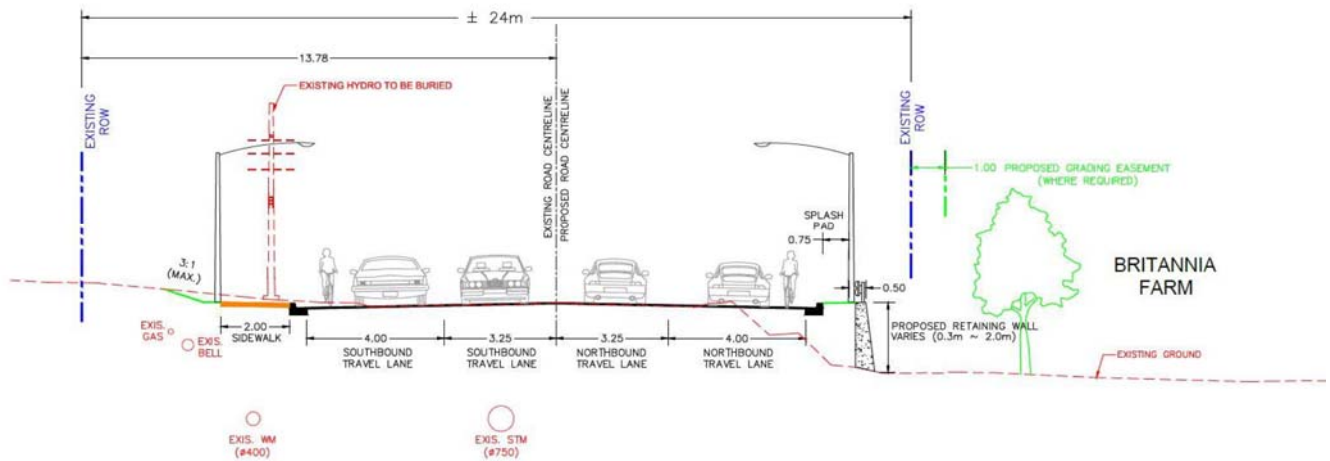 ± 24m
13.78
EXISTING HYDRO TO BE BURIED
EXISTING
ROW
EXISTING ROAD CENTRELINE
PROPOSED ROAD CENTRELINE
EXISTING
ROW
1.00 PROPOSED GRADING EASEMENT
(WHERE REQUIRED)
SPLASH
PAD
0.75
3:1
(MAX.)
BRITANNIA
FARM
0.50
EXIS.
GAS
EXIS.
BELL
2.00
SIDEWALK
4.00
SOUTHBOUND
TRAVEL LANE
3.25
SOUTHBOUND
TRAVEL LANE
3.25
NORTHBOUND
TRAVEL LANE
4.00
NORTHBOUND
TRAVEL LANE
PROPOSED RETAINING WALL
VARIES (0.3m ~ 2.0m)
EXISTING GROUND
EXIS. WM
(ø400)
EXIS. STM
(ø750)